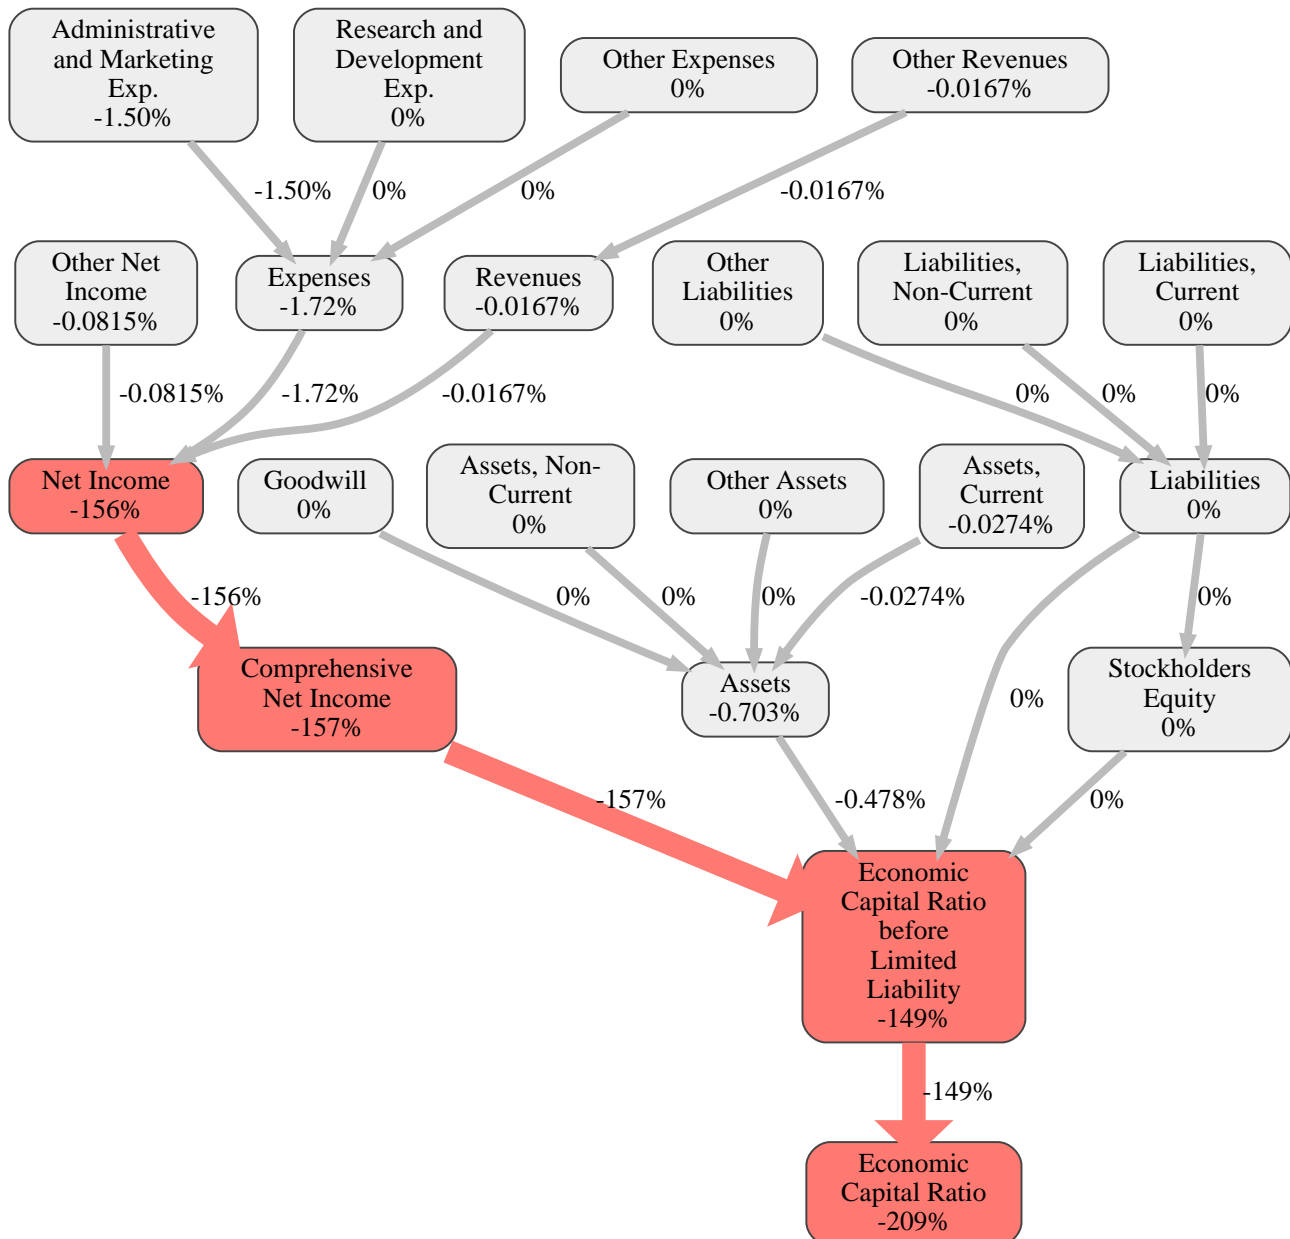 Administrative
and Marketing
Exp.
-1.50%
Research and
Development
Exp.
0%
Other Expenses
0%
Other Revenues
-0.0167%
-1.50%
0%
0%
-0.0167%
Other Net
Income
-0.0815%
Expenses
-1.72%
Revenues
-0.0167%
Other
Liabilities
0%
Liabilities,
Non-Current
0%
Liabilities,
Current
0%
-0.0815%
-1.72%
-0.0167%
0%
0%
0%
Net Income
-156%
Goodwill
0%
Assets, Non-
Current
0%
Other Assets
0%
Assets,
Current
-0.0274%
Liabilities
0%
-156%
0%
0%
0%
-0.0274%
0%
Comprehensive
Net Income
-157%
Assets
-0.703%
0%
Stockholders
Equity
0%
-157%
-0.478%
0%
Economic
Capital Ratio
before
Limited
Liability
-149%
-149%
Economic
Capital Ratio
-209%